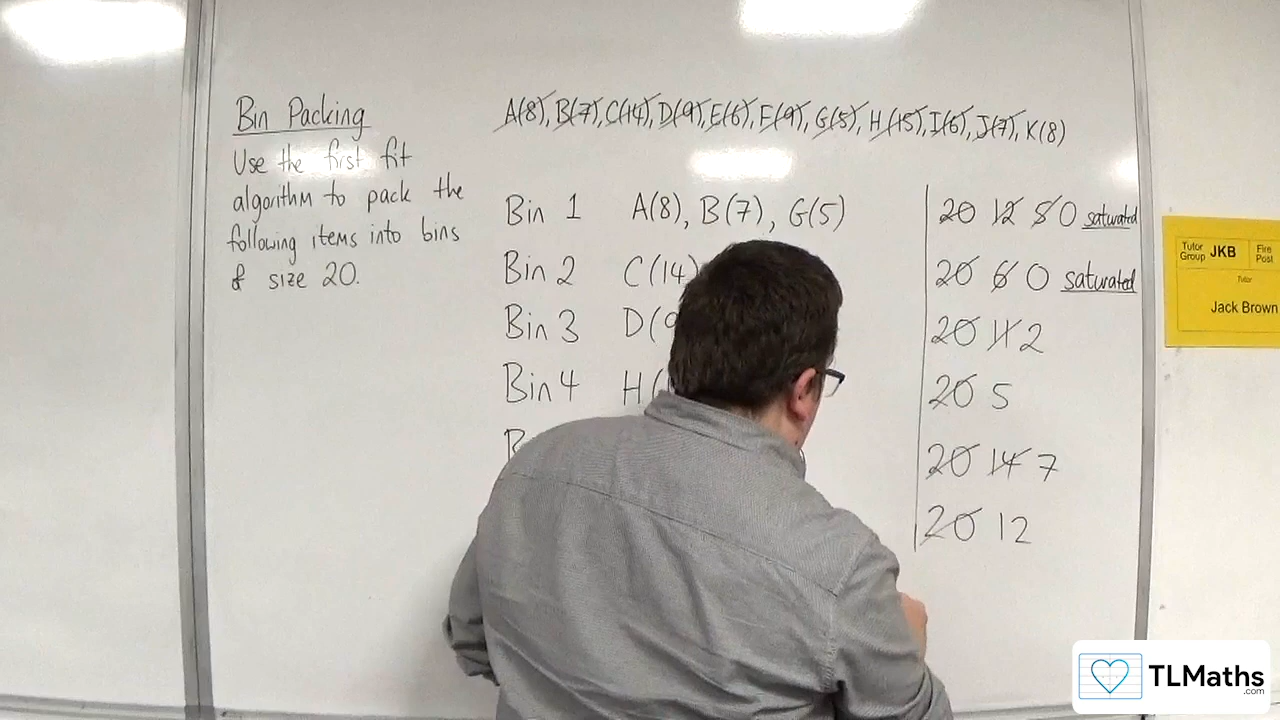 Bin Packing
Use the first fit
algorithm to pack the
following items into bins
of size 20.
A(8), B(7), C(14), D(9), E(6), F(9), G(5), H(15), I(6), J(7), K(8)
Bin 1 A(8), B(7), G(5) 20 12 5 0 saturated
Bin 2 C(14) 20 6 0 saturated
Bin 3 D(9 20 11 2
Bin 4 H( 20 5
20 14 7
20 12
Tutor Group JKB Fire Post
Tutor
Jack Brown
TLMaths
.com